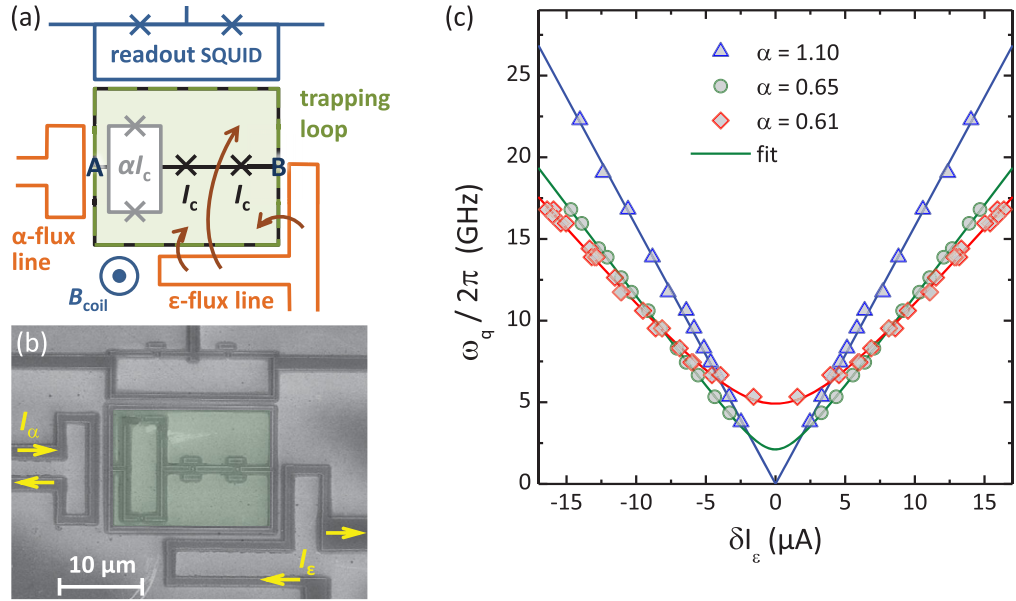 (a)
readout SQUID
trapping
loop
A
αIc
B
Ic
Ic
α-flux
line
Bcoil
ε-flux line
(b)
Iα
Iε
10 μm
(c)
α = 1.10
α = 0.65
α = 0.61
fit
ωq / 2π (GHz)
25
20
15
10
5
0
-15
-10
-5
0
5
10
15
δIε (μA)